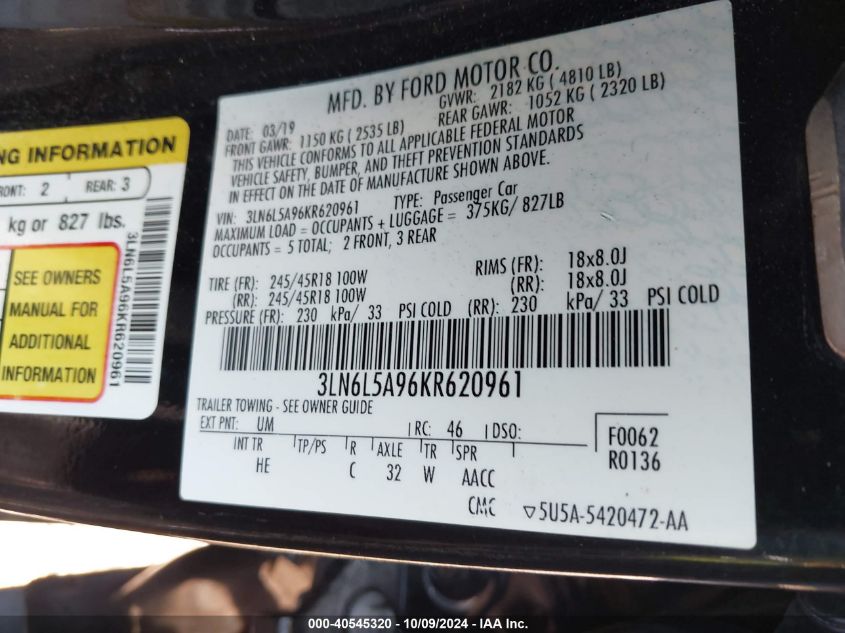 MFD. BY FORD MOTOR CO.
DATE: 03/19 GVWR: 2182 KG ( 4810 LB)
FRONT GAWR: 1150 KG ( 2535 LB) REAR GAWR: 1052 KG ( 2320 LB)
THIS VEHICLE CONFORMS TO ALL APPLICABLE FEDERAL MOTOR
VEHICLE SAFETY, BUMPER, AND THEFT PREVENTION STANDARDS
IN EFFECT ON THE DATE OF MANUFACTURE SHOWN ABOVE.
VIN: 3LN6L5A96KR620961 TYPE: Passenger Car
MAXIMUM LOAD = OCCUPANTS + LUGGAGE = 375KG/ 827LB
OCCUPANTS = 5 TOTAL; 2 FRONT, 3 REAR
TIRE (FR): 245/45R18 100W RIMS (FR): 18x8.0J
(RR): 245/45R18 100W (RR): 18x8.0J
PRESSURE (FR): 230 kPa/ 33 PSI COLD (RR): 230 kPa/ 33 PSI COLD
3LN6L5A96KR620961
TRAILER TOWING - SEE OWNER GUIDE
EXT PNT: UM RC: 46 DSO: F0062
INT TR TP/PS R AXLE TR SPR R0136
HE C 32 W AACC
CMC ▽5U5A-5420472-AA
NG INFORMATION
RONT: 2 REAR: 3
kg or 827 lbs.
SEE OWNERS
MANUAL FOR
ADDITIONAL
INFORMATION
3LN6L5A96KR620961
000-40545320 - 10/09/2024 - IAA Inc.